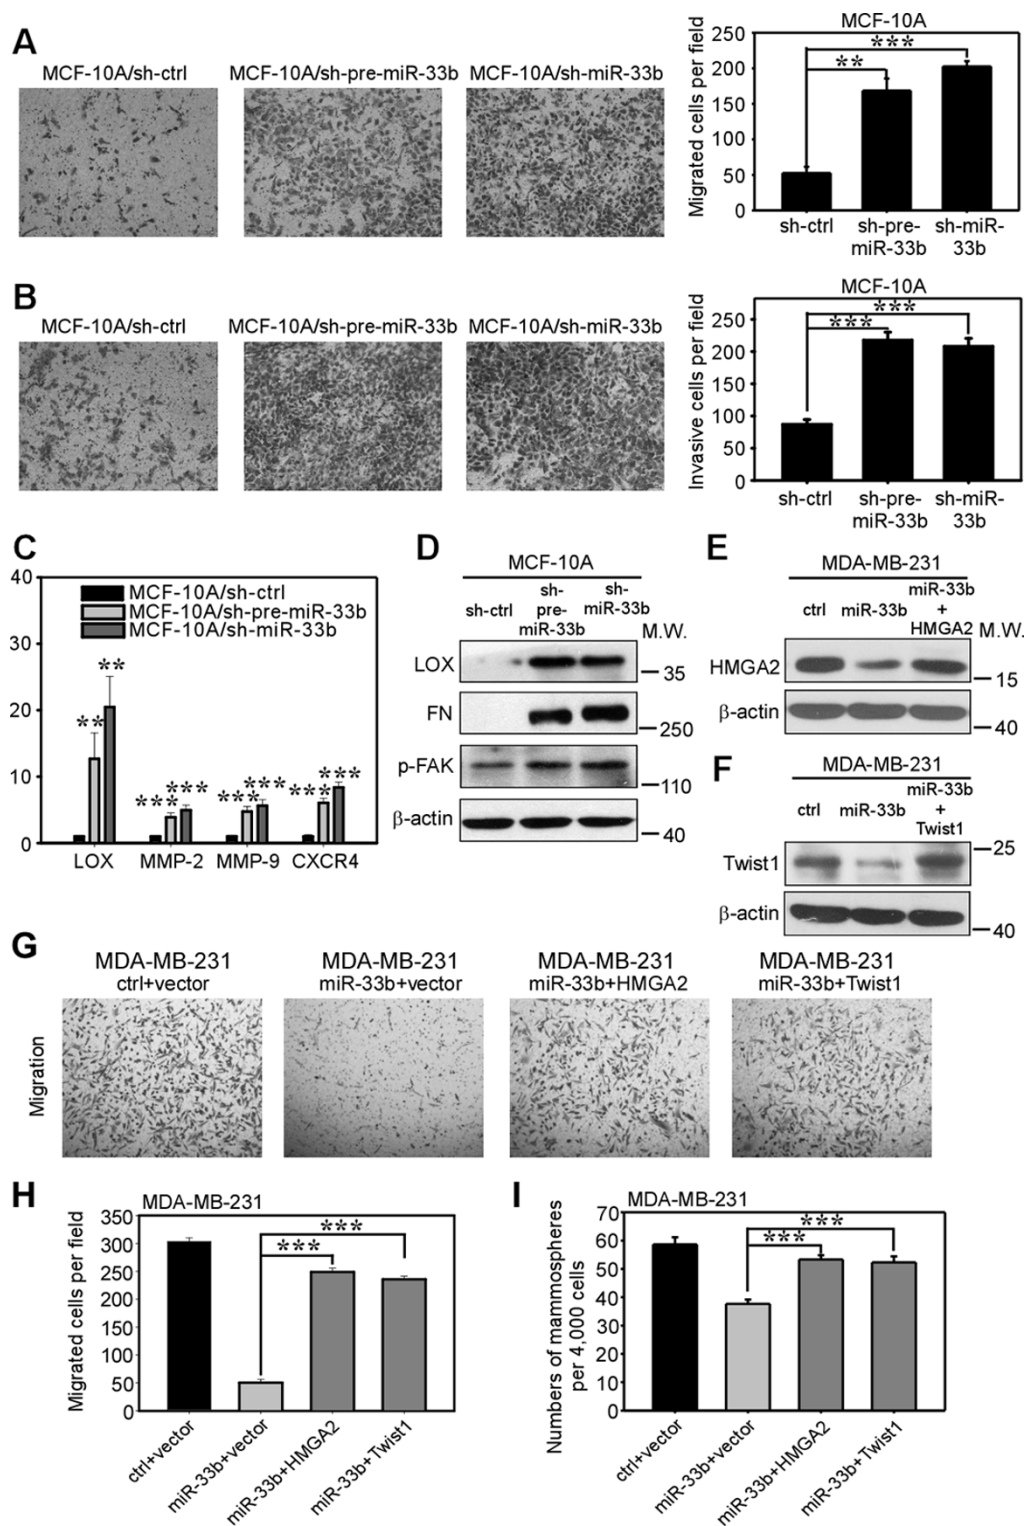 A
MCF-10A/sh-ctrl
MCF-10A/sh-pre-miR-33b
MCF-10A/sh-miR-33b
MCF-10A
Migrated cells per field
250
200
150
100
50
0
***
**
sh-ctrl
sh-pre-
miR-33b
sh-miR-
33b
B
MCF-10A/sh-ctrl
MCF-10A/sh-pre-miR-33b
MCF-10A/sh-miR-33b
MCF-10A
Invasive cells per field
250
200
150
100
50
0
***
***
sh-ctrl
sh-pre-
miR-33b
sh-miR-
33b
C
40
30
20
10
0
MCF-10A/sh-ctrl
MCF-10A/sh-pre-miR-33b
MCF-10A/sh-miR-33b
**
**
***
***
***
***
***
***
LOX
MMP-2
MMP-9
CXCR4
D
MCF-10A
sh-ctrl
sh-
pre-
miR-33b
sh-
miR-33b
M.W.
LOX
35
FN
250
p-FAK
110
β-actin
40
E
MDA-MB-231
ctrl
miR-33b
miR-33b
+
HMGA2
M.W.
HMGA2
15
β-actin
40
F
MDA-MB-231
ctrl
miR-33b
miR-33b
+
Twist1
25
Twist1
β-actin
40
G
MDA-MB-231
ctrl+vector
MDA-MB-231
miR-33b+vector
MDA-MB-231
miR-33b+HMGA2
MDA-MB-231
miR-33b+Twist1
Migration
H
MDA-MB-231
Migrated cells per field
350
300
250
200
150
100
50
0
***
***
ctrl+vector
miR-33b+vector
miR-33b+HMGA2
miR-33b+Twist1
I
MDA-MB-231
Numbers of mammospheres
per 4,000 cells
70
60
50
40
30
20
10
0
***
***
ctrl+vector
miR-33b+vector
miR-33b+HMGA2
miR-33b+Twist1